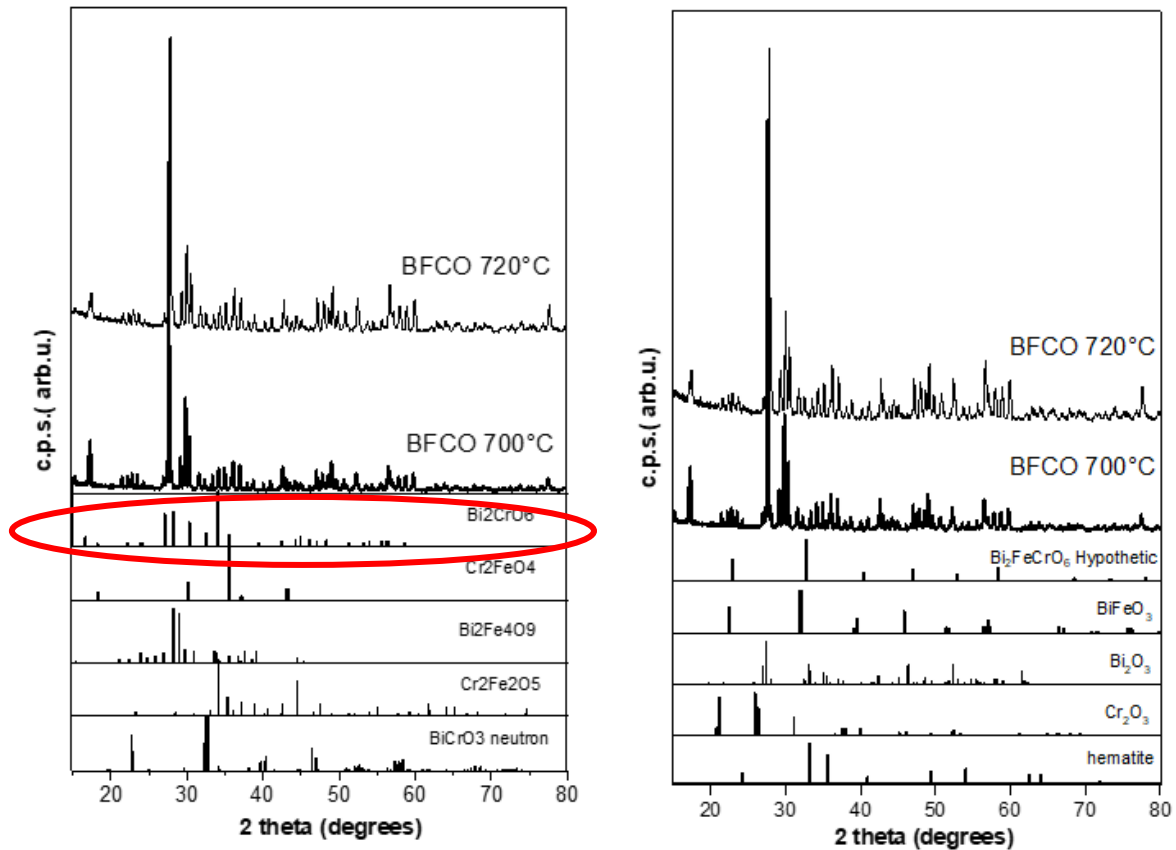 c.p.s.( arb.u.)
BFCO 720°C
BFCO 700°C
Bi2CrO6
Cr2FeO4
Bi2Fe4O9
Cr2Fe2O5
BiCrO3 neutron
20 30 40 50 60 70 80
2 theta (degrees)
c.p.s.( arb.u.)
BFCO 720°C
BFCO 700°C
Bi₂FeCrO₆ Hypothetic
BiFeO₃
Bi₂O₃
Cr₂O₃
hematite
20 30 40 50 60 70 80
2 theta (degrees)